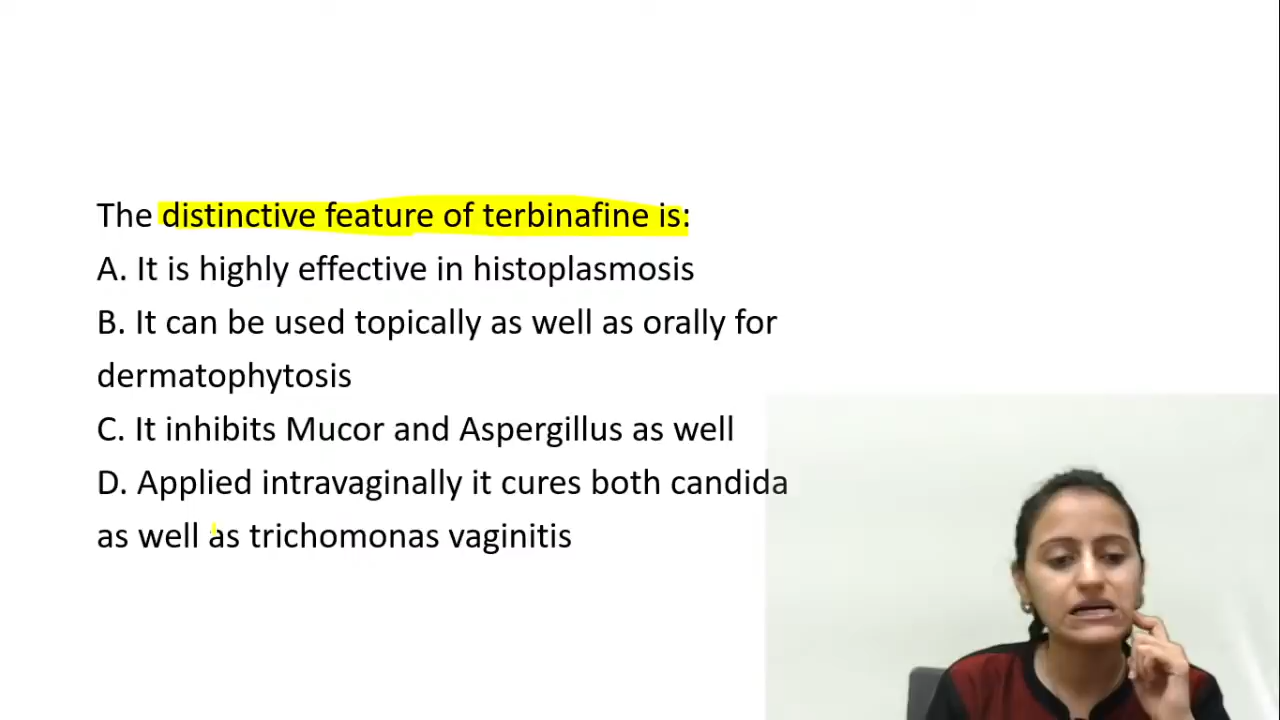 The distinctive feature of terbinafine is:
A. It is highly effective in histoplasmosis
B. It can be used topically as well as orally for
dermatophytosis
C. It inhibits Mucor and Aspergillus as well
D. Applied intravaginally it cures both candida
as well as trichomonas vaginitis